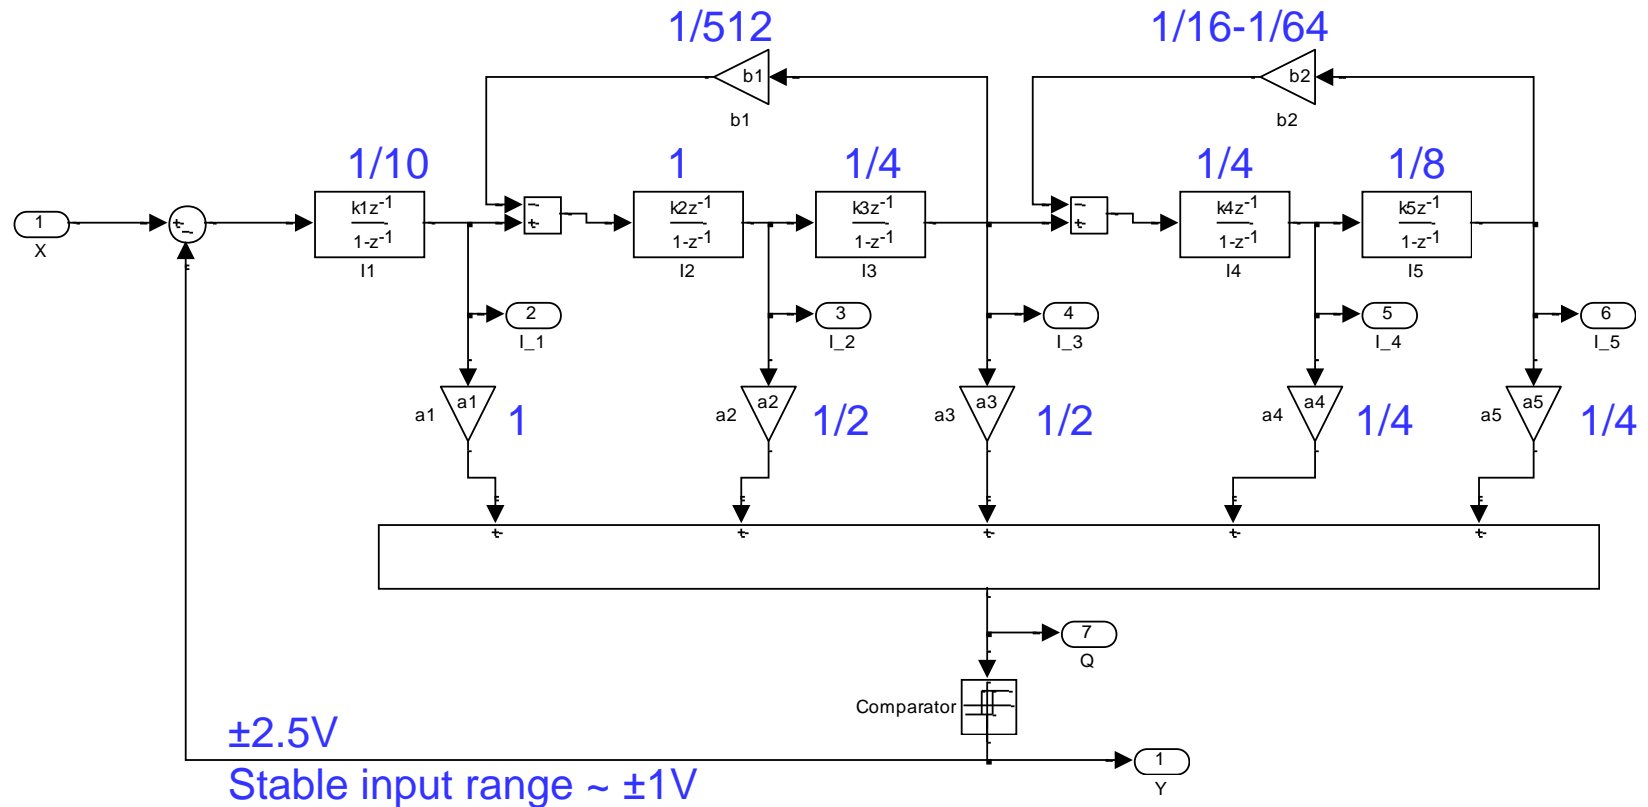 1/512
1/16-1/64
b1
b2
b1
b2
1/10
1
1/4
1/4
1/8
1
X
k1z-1
1-z-1
I1
k2z-1
1-z-1
I2
k3z-1
1-z-1
I3
k4z-1
1-z-1
I4
k5z-1
1-z-1
I5
2
I_1
3
I_2
4
I_3
5
I_4
6
I_5
a1
a1
1
a2
a2
1/2
a3
a3
1/2
a4
a4
1/4
a5
a5
1/4
7
Q
Comparator
±2.5V
Stable input range ~ ±1V
1
Y